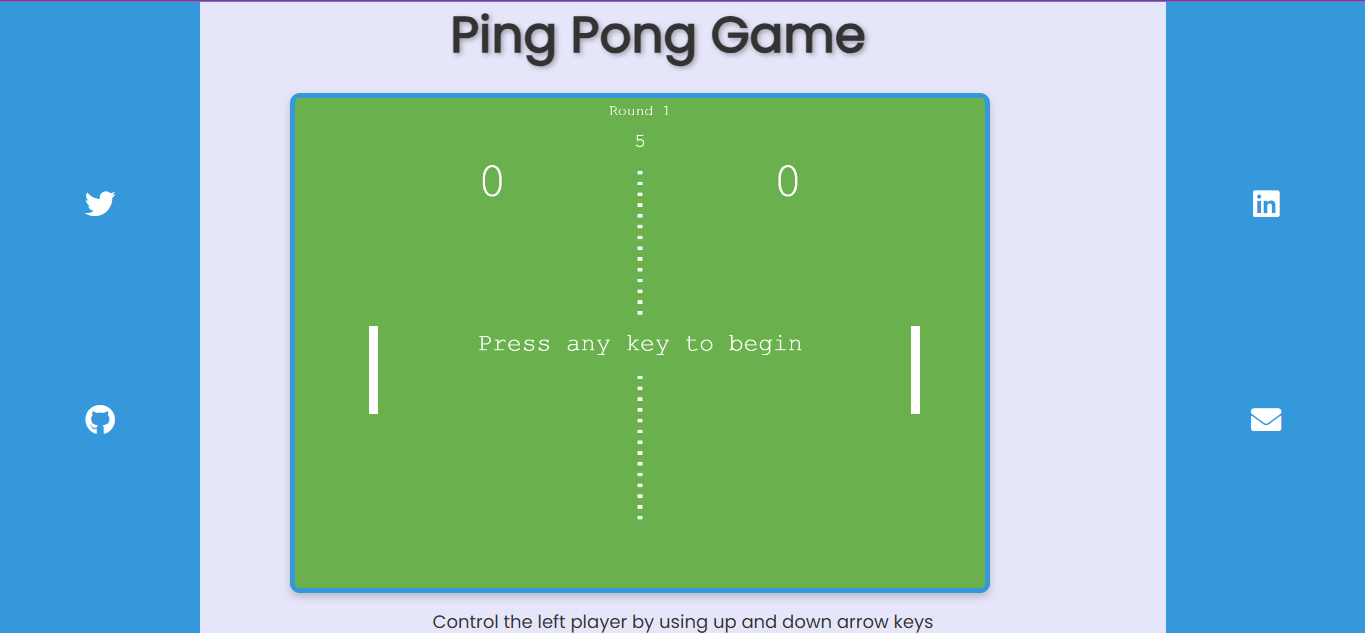 Ping Pong Game
Round 1
5
0 0
Press any key to begin
Control the left player by using up and down arrow keys